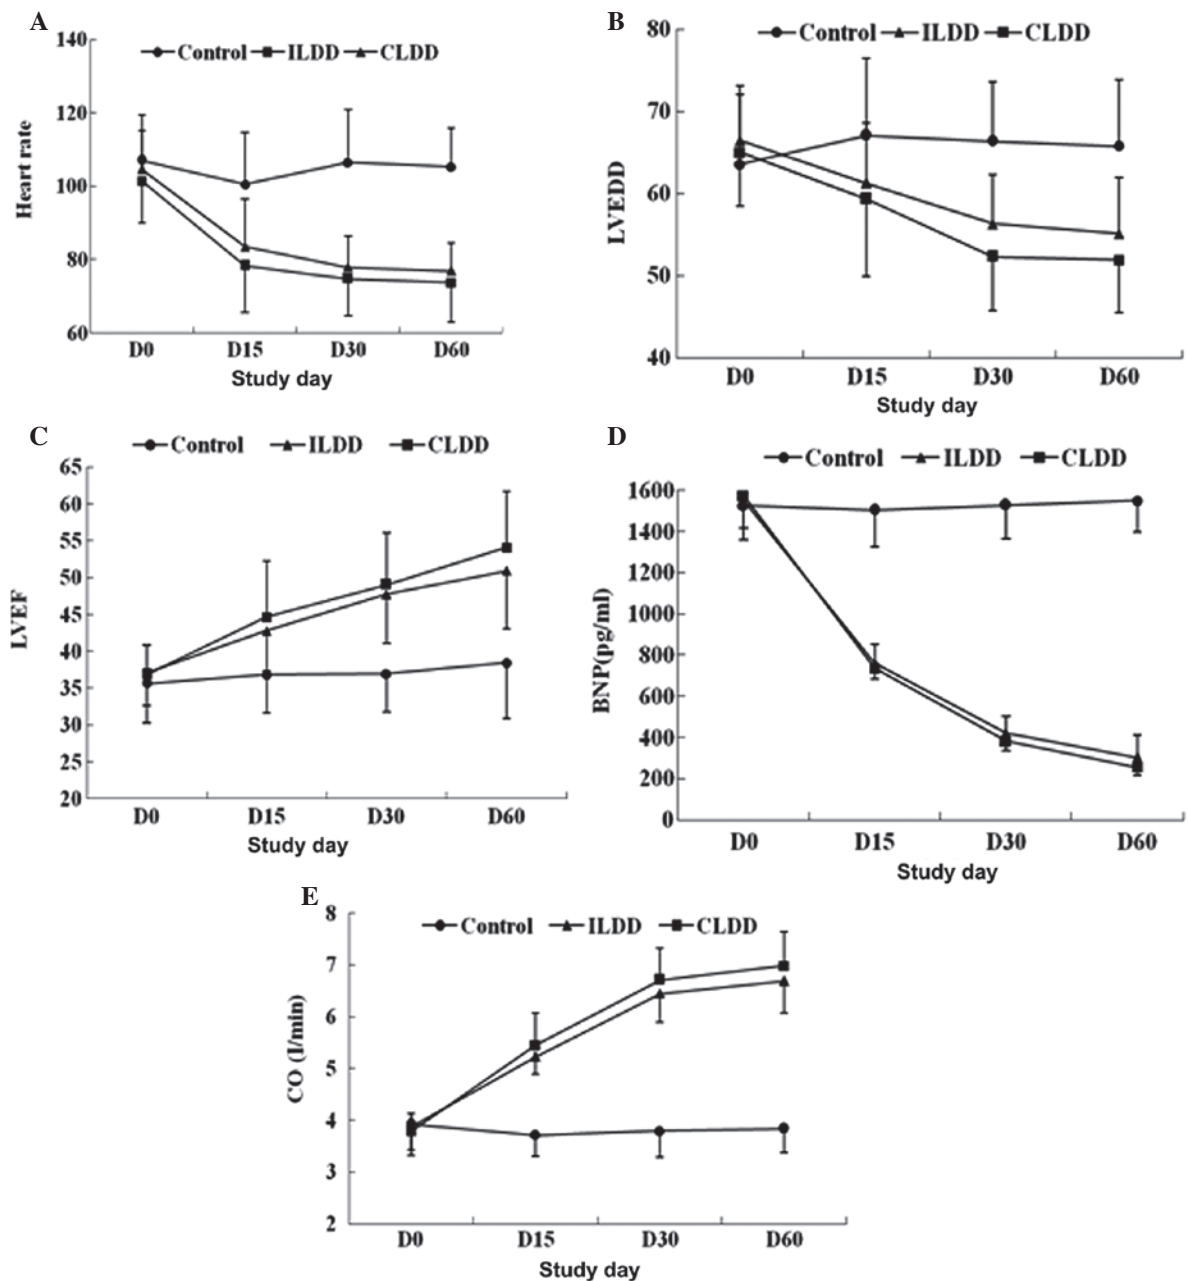 A
140
120
100
80
60
Heart rate
Control ILDD CLDD
D0 D15 D30 D60
Study day
B
80
70
60
50
40
LVEDD
Control ILDD CLDD
D0 D15 D30 D60
Study day
C
65
60
55
50
45
40
35
30
25
20
LVEF
Control ILDD CLDD
D0 D15 D30 D60
Study day
D
1600
1400
1200
1000
800
600
400
200
0
BNP(pg/ml)
Control ILDD CLDD
D0 D15 D30 D60
Study day
E
8
7
6
5
4
3
2
CO (l/min)
Control ILDD CLDD
D0 D15 D30 D60
Study day